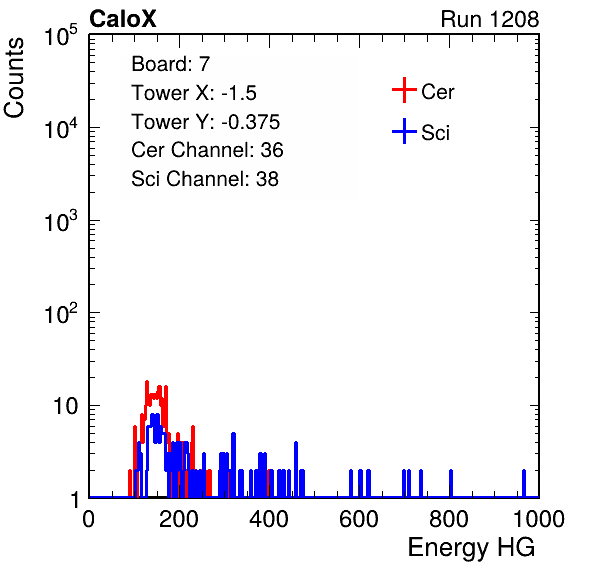 CaloX Run 1208
Counts
Board: 7
Tower X: -1.5
Tower Y: -0.375
Cer Channel: 36
Sci Channel: 38
Cer
Sci
10^5
10^4
10^3
10^2
10
1
0 200 400 600 800 1000
Energy HG